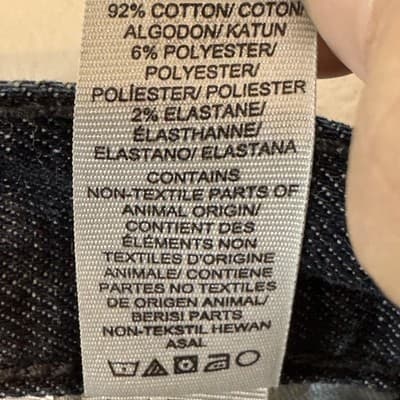 92% COTTON/ COTON/
ALGODON/ KATUN
6% POLYESTER/
POLYESTER/
POLIÉSTER/ POLIESTER
2% ELASTANE/
ÉLASTHANNE/
ELASTANO/ ELASTANA
CONTAINS
NON-TEXTILE PARTS OF
ANIMAL ORIGIN/
CONTIENT DES
ÉLÉMENTS NON
TEXTILES D'ORIGINE
ANIMALE/ CONTIENE
PARTES NO TEXTILES
DE ORIGEN ANIMAL/
BERISI PARTS
NON-TEKSTIL HEWAN
ASAL